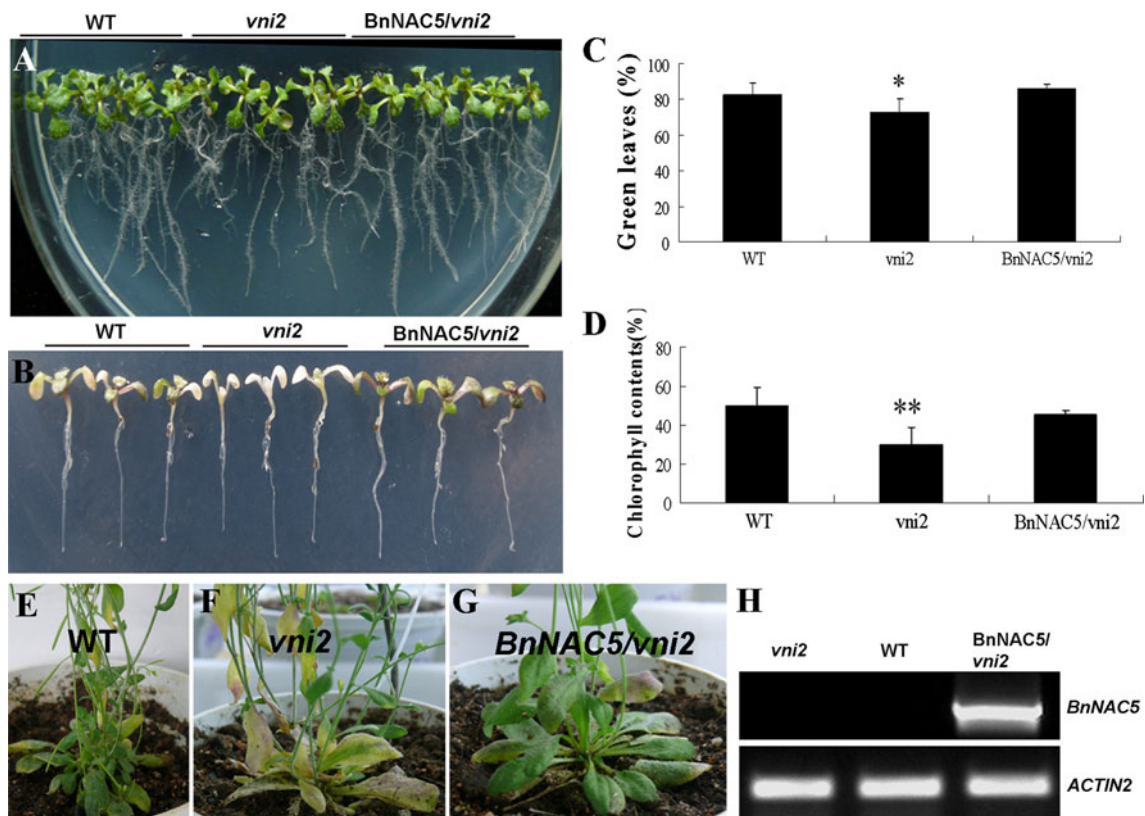 WT vni2 BnNAC5/vni2
A
WT vni2 BnNAC5/vni2
B
C
Green leaves (%)
100
80
60
40
20
0
*
WT vni2 BnNAC5/vni2
D
Chlorophyll contents(%)
80
60
40
20
0
**
WT vni2 BnNAC5/vni2
E
WT
F
vni2
G
BnNAC5/vni2
H
vni2 WT BnNAC5/
vni2
BnNAC5
ACTIN2